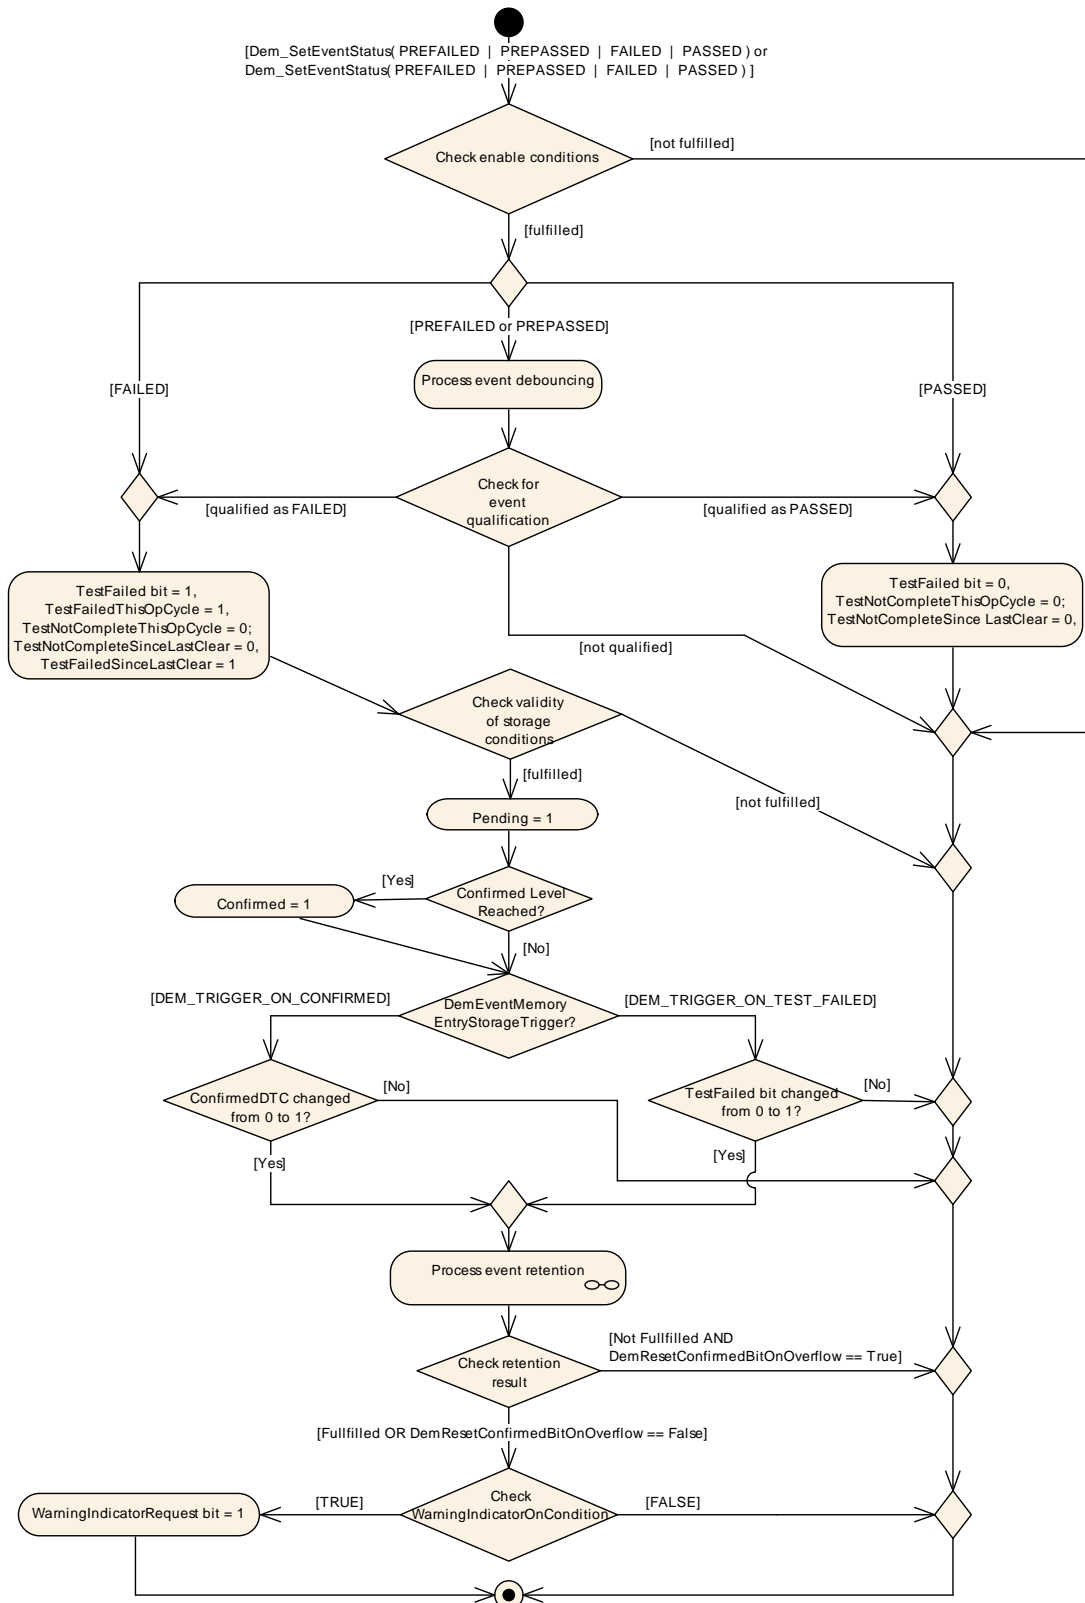 [Dem_SetEventStatus( PREFAILED | PREPASSED | FAILED | PASSED ) or
Dem_SetEventStatus( PREFAILED | PREPASSED | FAILED | PASSED ) ]
Check enable conditions
[not fulfilled]
[fulfilled]
[PREFAILED or PREPASSED]
Process event debouncing
[FAILED]
[PASSED]
Check for
event
qualification
[qualified as FAILED]
[qualified as PASSED]
TestFailed bit = 1,
TestFailedThisOpCycle = 1,
TestNotCompleteThisOpCycle = 0;
TestNotCompleteSinceLastClear = 0,
TestFailedSinceLastClear = 1
TestFailed bit = 0,
TestNotCompleteThisOpCycle = 0;
TestNotCompleteSince LastClear = 0,
[not qualified]
Check validity
of storage
conditions
[fulfilled]
[not fulfilled]
Pending = 1
[Yes]
Confirmed Level
Reached?
Confirmed = 1
[No]
[DEM_TRIGGER_ON_CONFIRMED]
DemEventMemory
EntryStorageTrigger?
[DEM_TRIGGER_ON_TEST_FAILED]
ConfirmedDTC changed
from 0 to 1?
[No]
TestFailed bit changed
from 0 to 1?
[No]
[Yes]
[Yes]
Process event retention
Check retention
result
[Not Fullfilled AND
DemResetConfirmedBitOnOverflow == True]
[Fullfilled OR DemResetConfirmedBitOnOverflow == False]
Check
WarningIndicatorOnCondition
[TRUE]
[FALSE]
WarningIndicatorRequest bit = 1